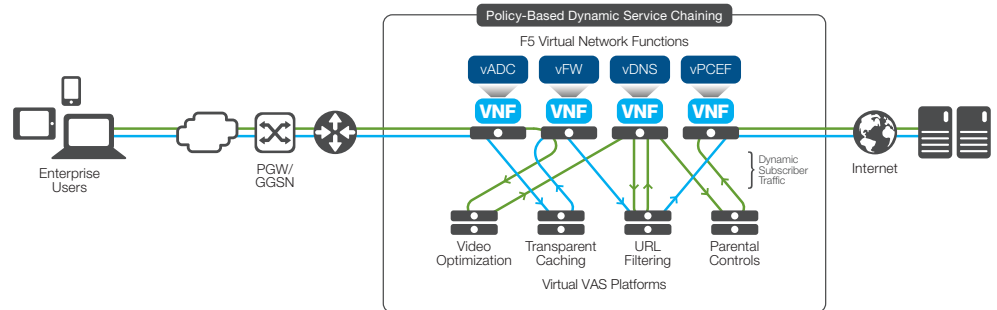 Policy-Based Dynamic Service Chaining
F5 Virtual Network Functions
vADC
vFW
vDNS
vPCEF
VNF
VNF
VNF
VNF
Enterprise
Users
PGW/
GGSN
Internet
Dynamic
Subscriber
Traffic
Video
Optimization
Transparent
Caching
URL
Filtering
Parental
Controls
Virtual VAS Platforms